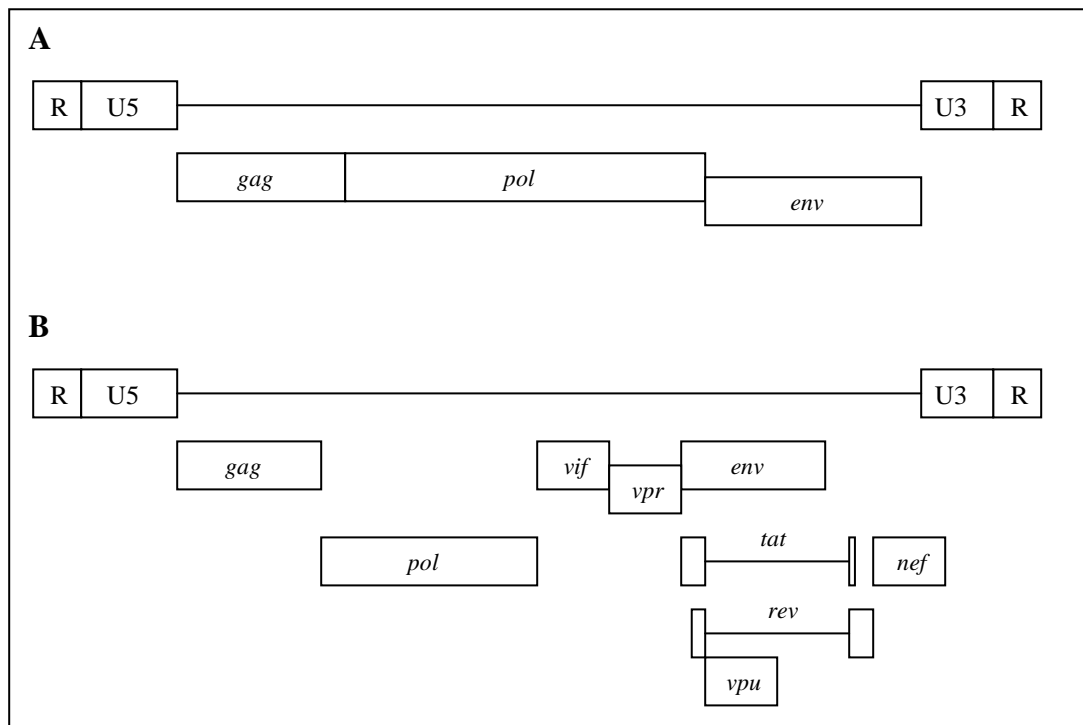 A
R U5 U3 R
gag pol
env
B
R U5 U3 R
gag vif env
vpr
tat
pol nef
rev
vpu